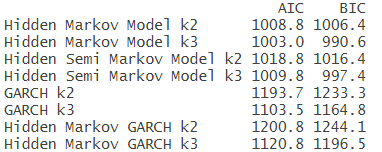 AIC BIC
Hidden Markov Model k2 1008.8 1006.4
Hidden Markov Model k3 1003.0 990.6
Hidden Semi Markov Model k2 1018.8 1016.4
Hidden Semi Markov Model k3 1009.8 997.4
GARCH k2 1193.7 1233.3
GARCH k3 1103.5 1164.8
Hidden Markov GARCH k2 1200.8 1244.1
Hidden Markov GARCH k3 1120.8 1196.5